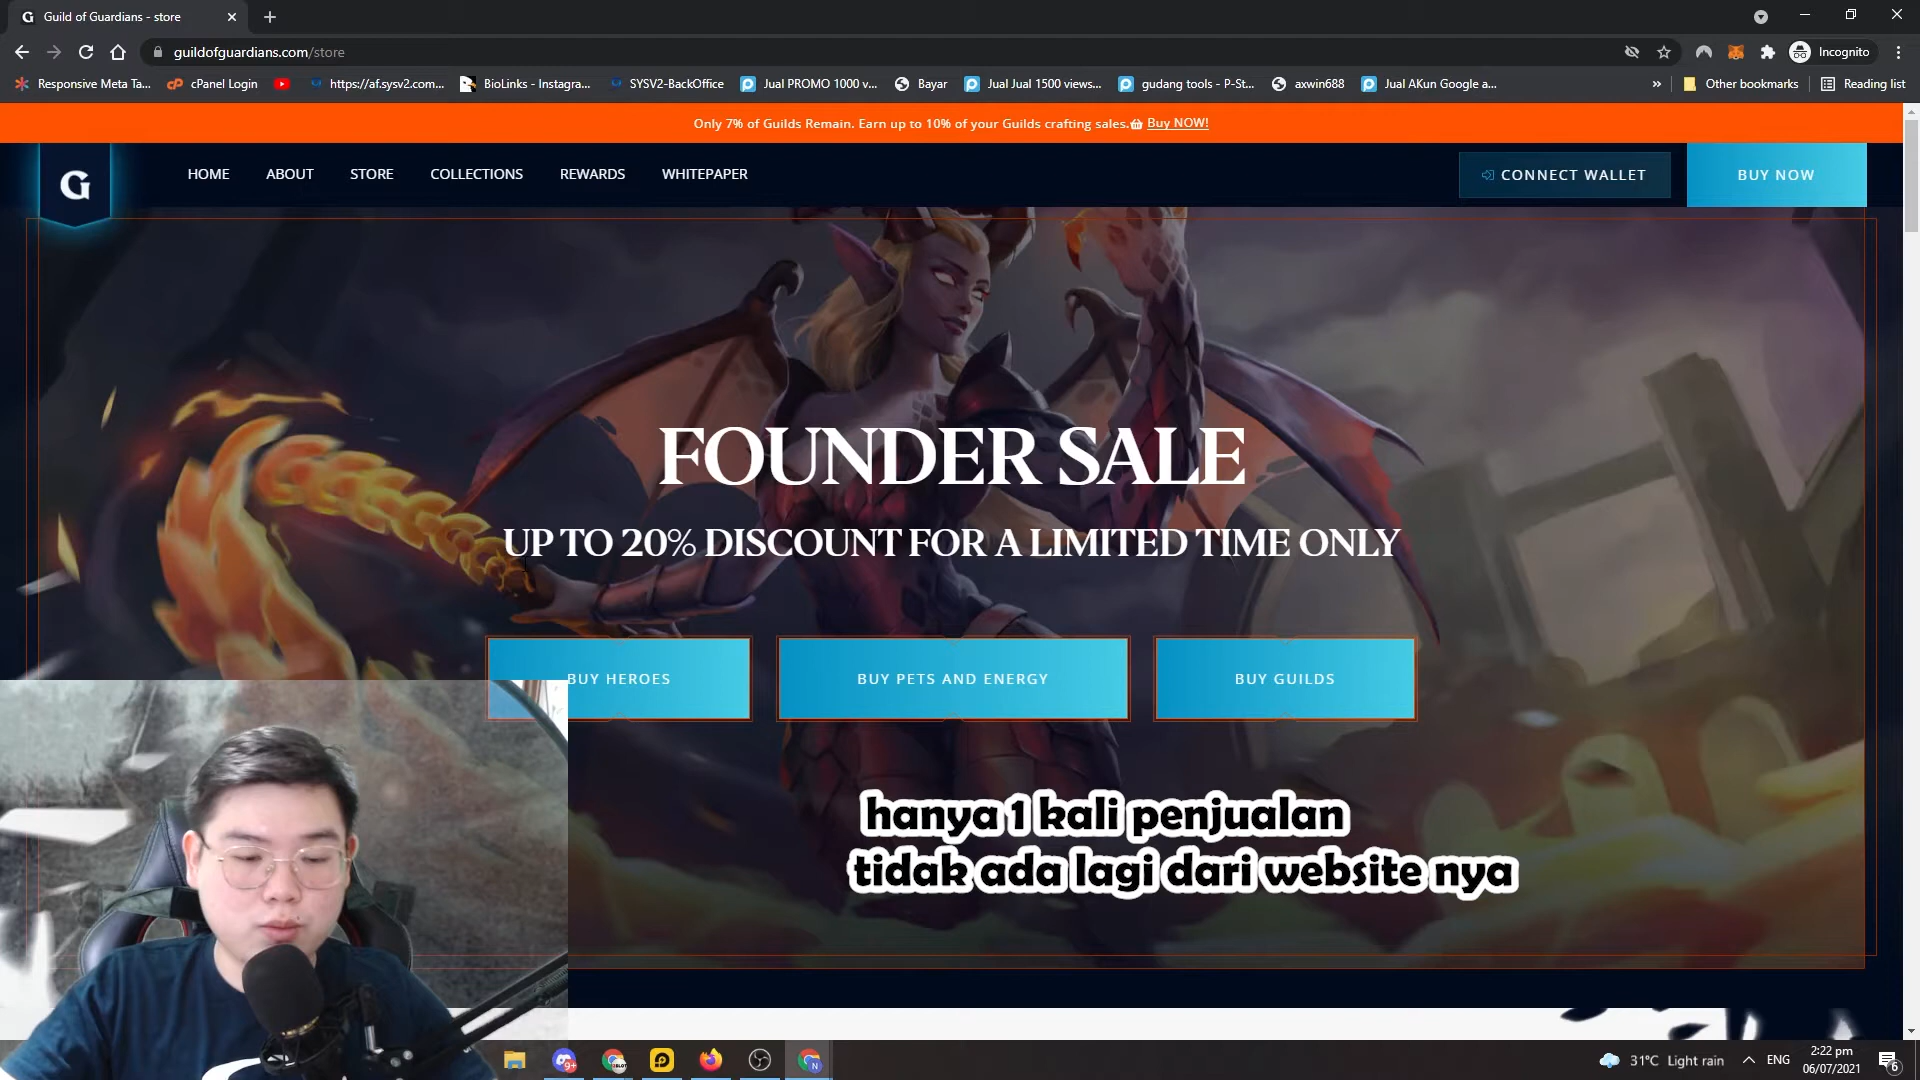 Guild of Guardians - store
guildofguardians.com/store
Incognito
Responsive Meta Ta...
cPanel Login
https://af.sysv2.com...
BioLinks - Instagra...
SYSV2-BackOffice
Jual PROMO 1000 v...
Bayar
Jual Jual 1500 views...
gudang tools - P-St...
axwin688
Jual AKun Google a...
»
Other bookmarks
Reading list
Only 7% of Guilds Remain. Earn up to 10% of your Guilds crafting sales. Buy NOW!
G
HOME
ABOUT
STORE
COLLECTIONS
REWARDS
WHITEPAPER
CONNECT WALLET
BUY NOW
FOUNDER SALE
UP TO 20% DISCOUNT FOR A LIMITED TIME ONLY
BUY HEROES
BUY PETS AND ENERGY
BUY GUILDS
hanya 1 kali penjualan
tidak ada lagi dari website nya
9+
31°C Light rain
ENG
2:22 pm
06/07/2021
6